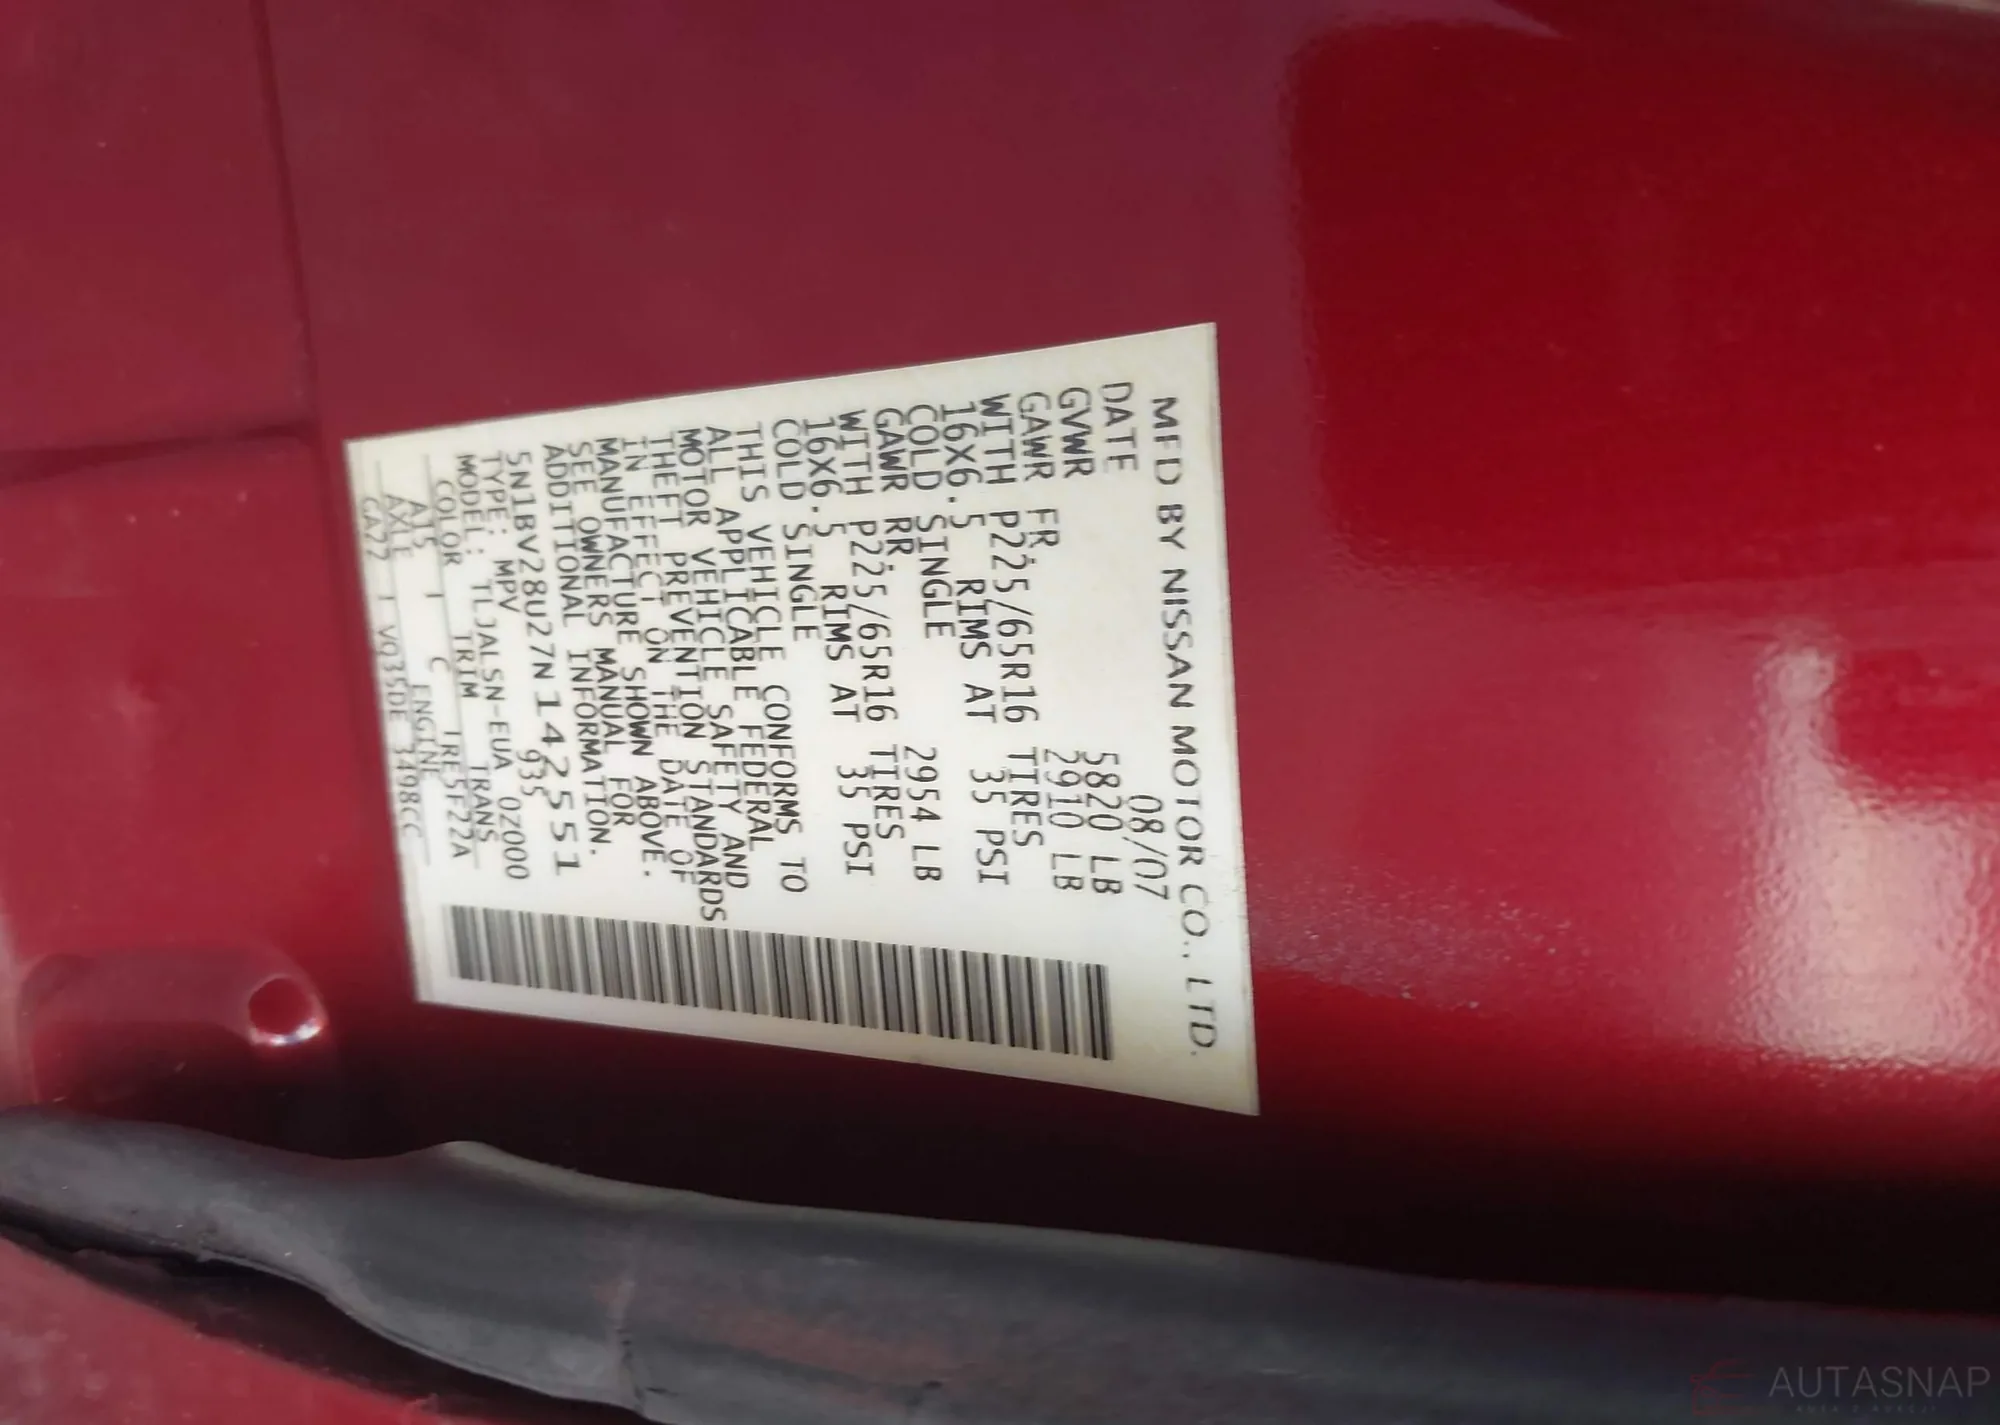 MFD BY NISSAN MOTOR CO., LTD.
DATE 08/07
GVWR 5820 LB
GAWR FR. 2910 LB
WITH P225/65R16 TIRES
16X6.5 RIMS AT 35 PSI
COLD SINGLE
GAWR RR. 2954 LB
WITH P225/65R16 TIRES
16X6.5 RIMS AT 35 PSI
COLD SINGLE
THIS VEHICLE CONFORMS TO
ALL APPLICABLE FEDERAL
MOTOR VEHICLE SAFETY AND
THEFT PREVENTION STANDARDS
IN EFFECT ON THE DATE OF
MANUFACTURE SHOWN ABOVE.
SEE OWNERS MANUAL FOR
ADDITIONAL INFORMATION.
5N1BV28U27N142551
TYPE: MPV 935
MODEL: TLJALSN-EUA 0Z000
COLOR TRIM TRANS
A15 C RE5F22A
AXLE ENGINE
GA77 VQ35DE 3498CC
AUTASNAP